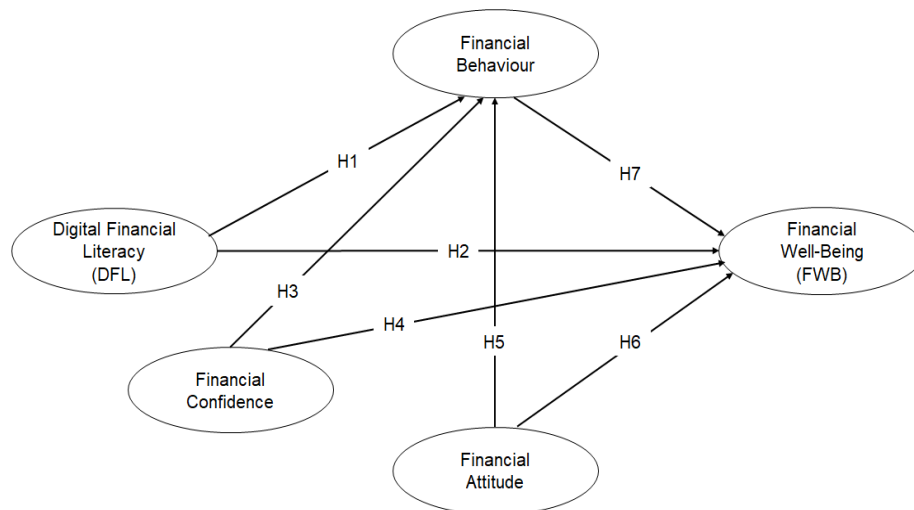 Financial
Behaviour
H1
H7
Digital Financial
Literacy
(DFL)
H2
Financial
Well-Being
(FWB)
H3
H4
H5
H6
Financial
Confidence
Financial
Attitude